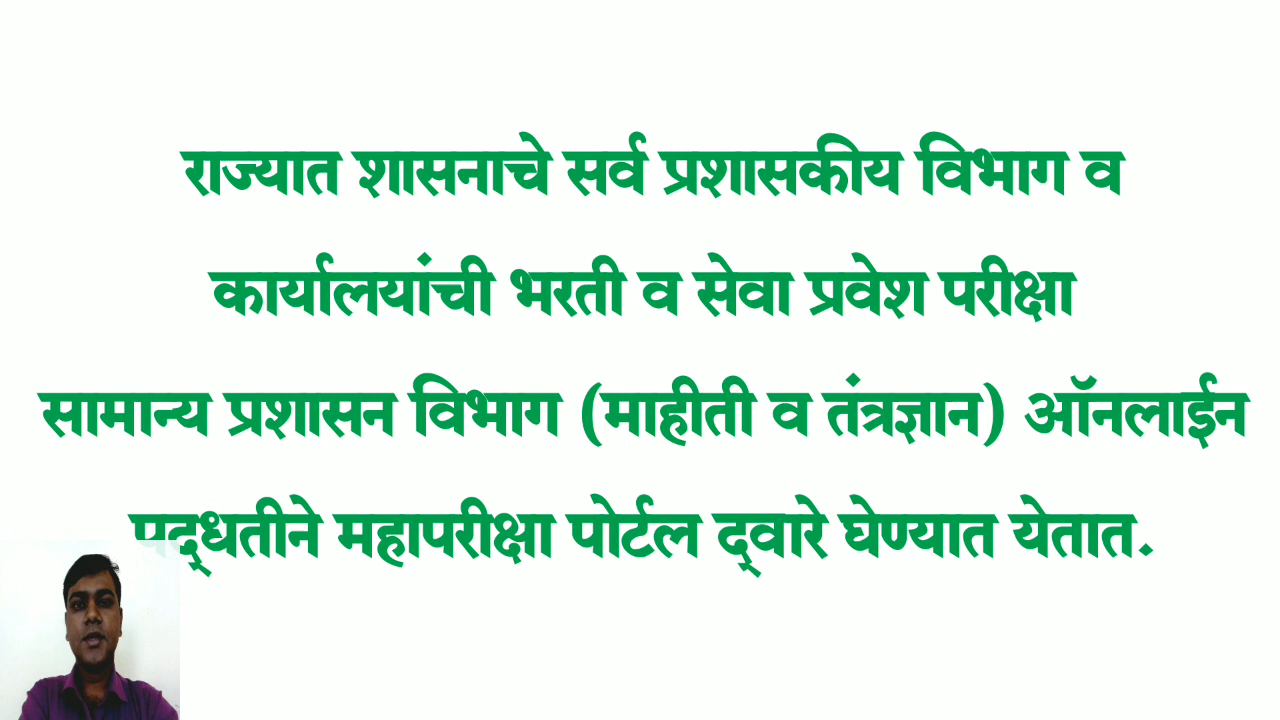 राज्यात शासनाचे सर्व प्रशासकीय विभाग व
कार्यालयांची भरती व सेवा प्रवेश परीक्षा
सामान्य प्रशासन विभाग (माहीती व तंत्रज्ञान) ऑनलाईन
पद्धतीने महापरीक्षा पोर्टल द्वारे घेण्यात येतात.